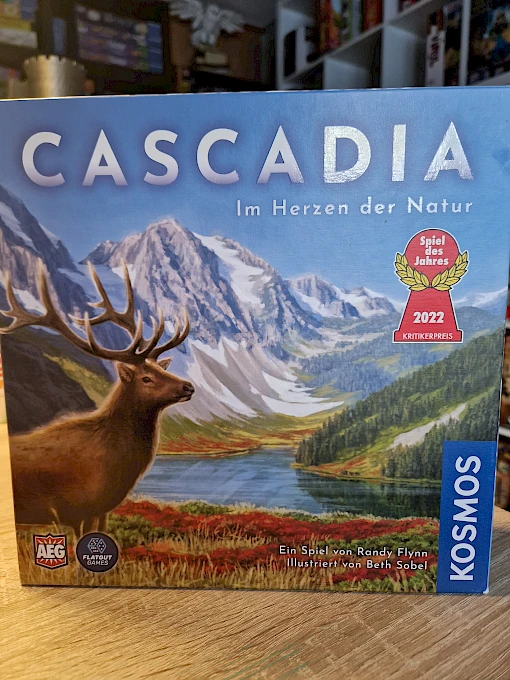 CASCADIA
Im Herzen der Natur
Spiel
des
Jahres
2022
KRITIKERPREIS
KOSMOS
AEG
FLATOUT
GAMES
Ein Spiel von Randy Flynn
Illustriert von Beth Sobel